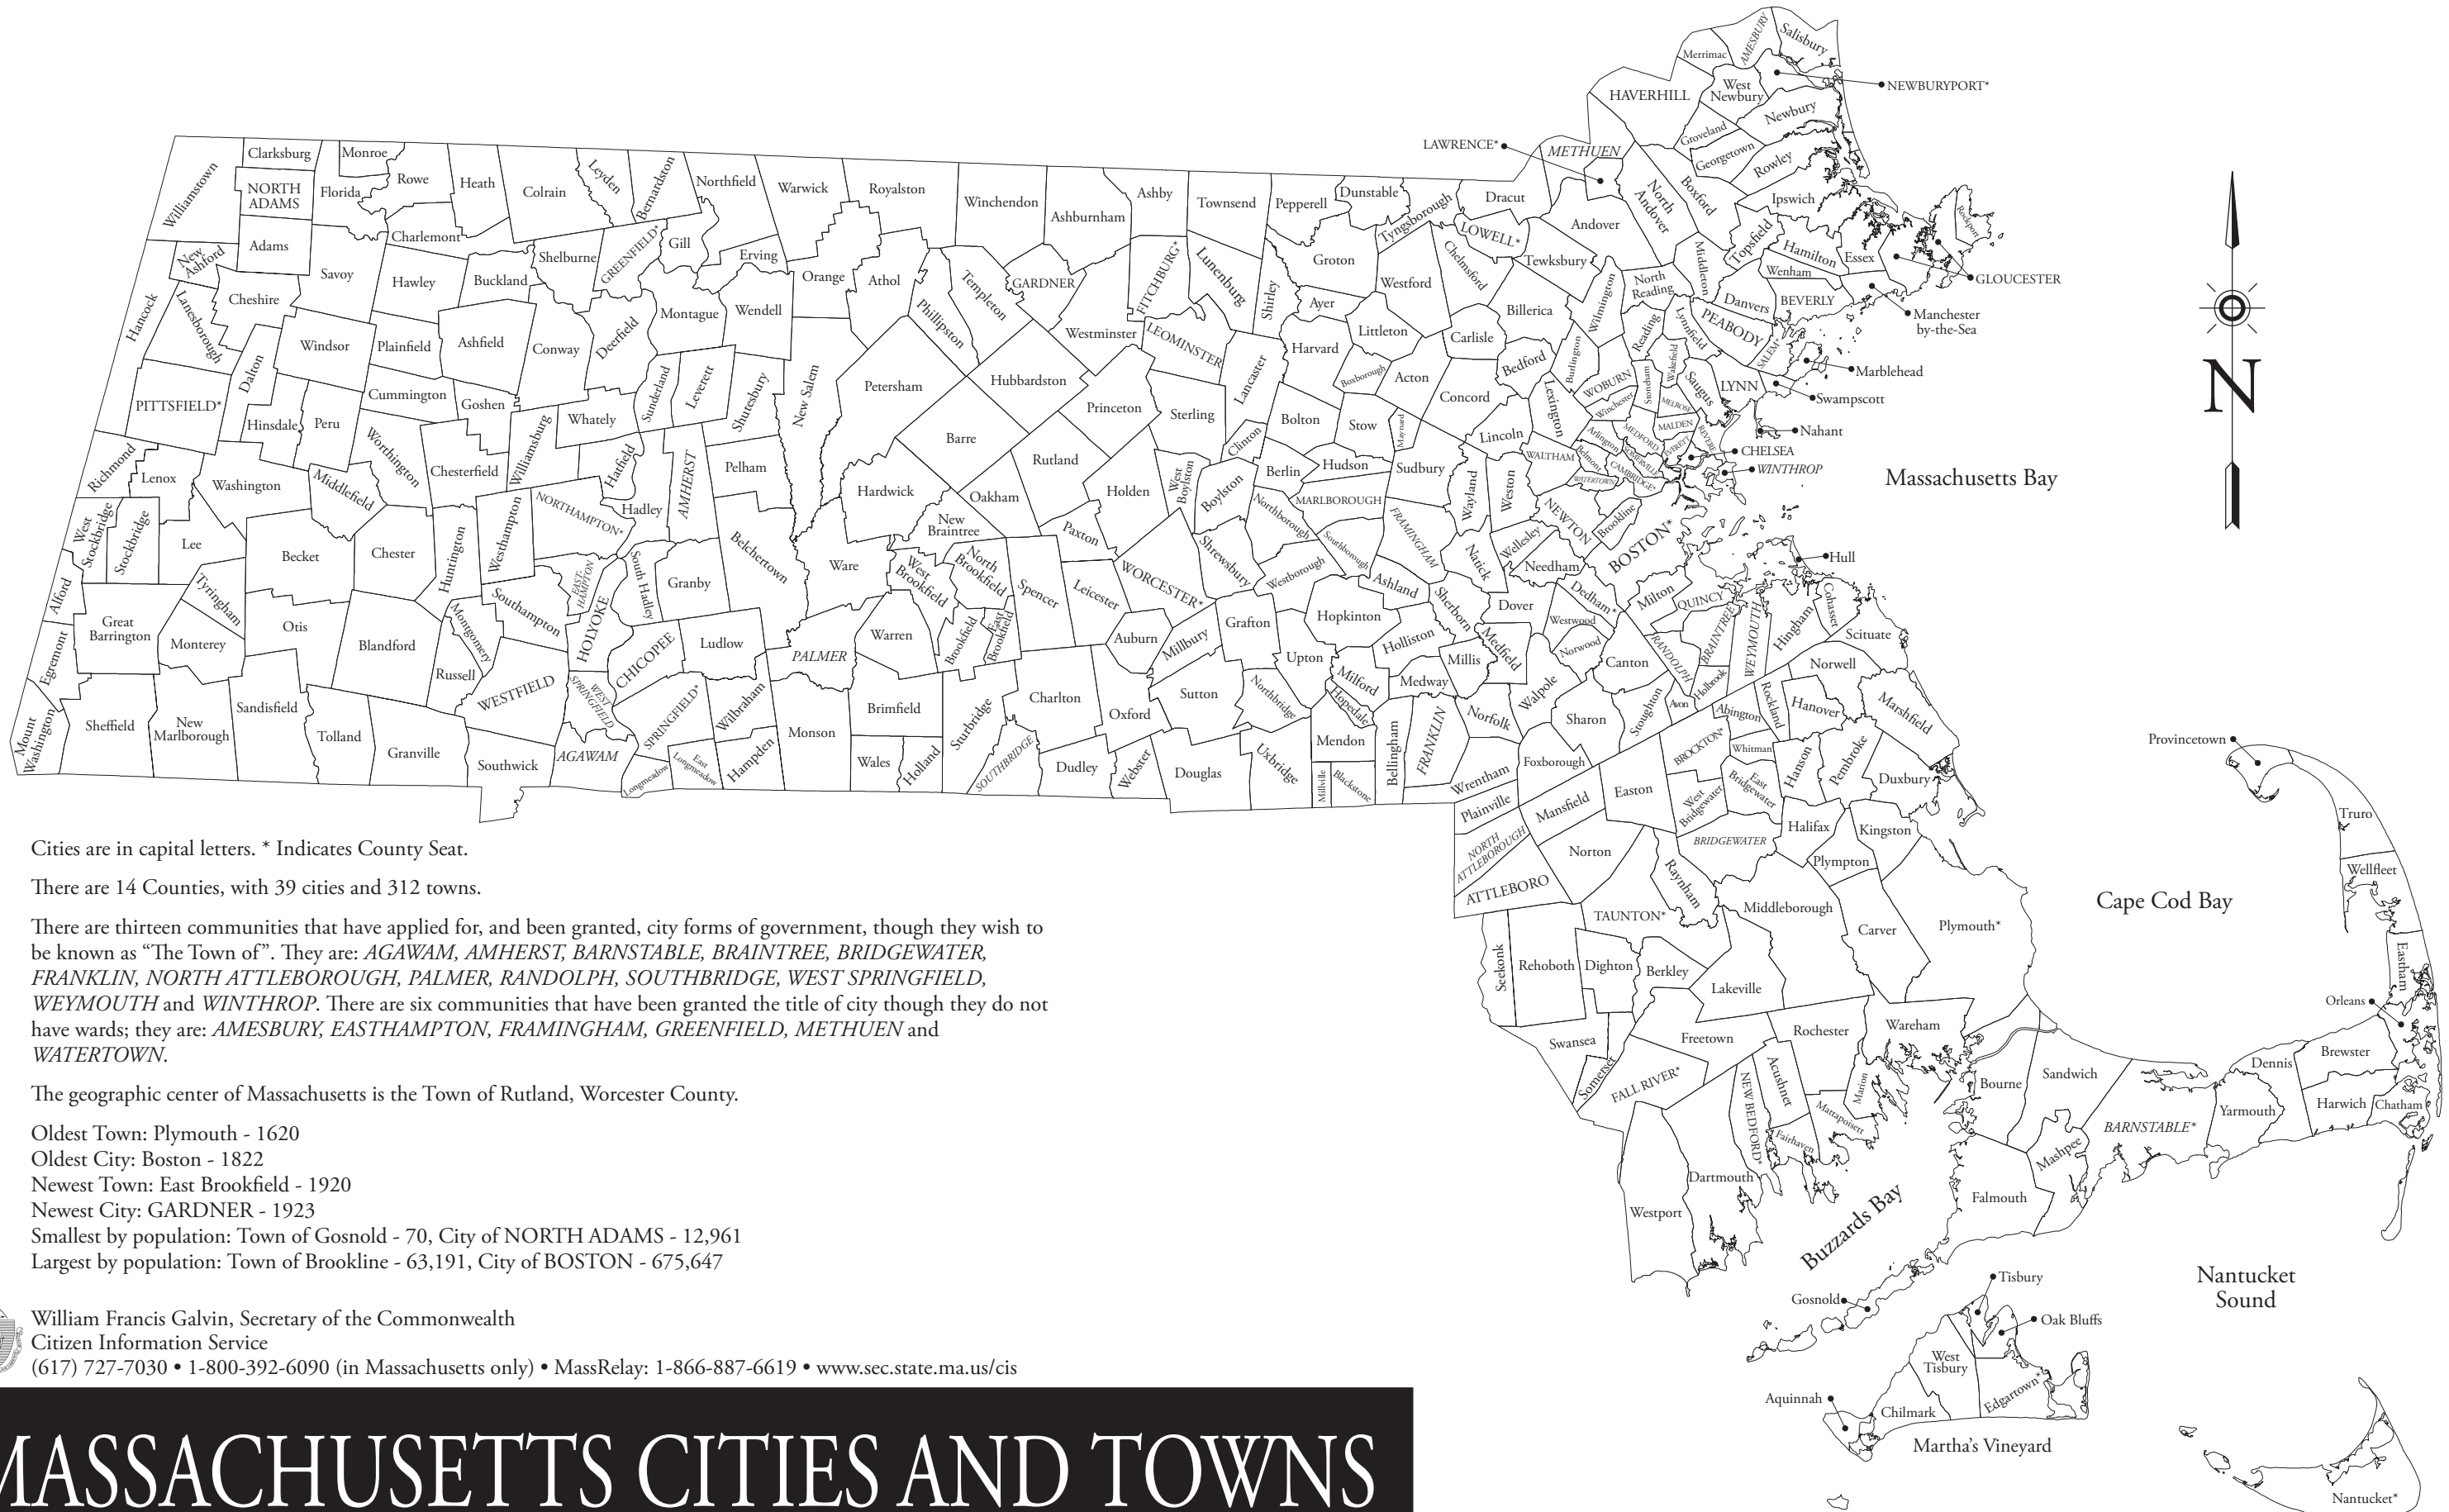 AMESBURY
Salisbury
Merrimac
NEWBURYPORT*
West
Newbury
HAVERHILL
Newbury
Groveland
Georgetown
Rowley
LAWRENCE*
METHUEN
Boxford
North
Andover
Ipswich
Rockport
Andover
Topsfield
Hamilton
Essex
Wenham
GLOUCESTER
Middleton
Danvers
BEVERLY
Manchester
by-the-Sea
PEABODY
SALEM*
Marblehead
Lynnfield
LYNN
Swampscott
Saugus
Nahant
Williamstown
Clarksburg
NORTH
ADAMS
Monroe
Florida
Rowe
Heath
Colrain
Leyden
Bernardston
Northfield
Warwick
Royalston
Winchendon
Ashburnham
Ashby
Townsend
Pepperell
Dunstable
Tyngsborough
Dracut
LOWELL*
Tewksbury
Chelmsford
New
Ashford
Adams
Savoy
Charlemont
Hawley
Buckland
Shelburne
GREENFIELD*
Gill
Erving
Orange
Athol
Phillipston
Templeton
GARDNER
Westminster
FITCHBURG*
Lunenburg
Shirley
Groton
Ayer
Westford
Littleton
Billerica
Wilmington
North
Reading
Reading
Wakefield
Hancock
Lanesborough
Cheshire
Dalton
Windsor
Plainfield
Ashfield
Conway
Deerfield
Montague
Wendell
LEOMINSTER
Lancaster
Harvard
Boxborough
Acton
Carlisle
Bedford
Burlington
WOBURN
Stoneham
Winchester
MELROSE
PITTSFIELD*
Hinsdale
Peru
Cummington
Goshen
Worthington
Chesterfield
Williamsburg
Whately
Sunderland
Leverett
Shutesbury
New Salem
Petersham
Hubbardston
Barre
Princeton
Sterling
Clinton
Bolton
Stow
Maynard
Concord
Lincoln
Lexington
Arlington
MEDFORD
MALDEN
EVERETT
REVERE
CHELSEA
WINTHROP
SOMERVILLE
CAMBRIDGE*
Belmont
WATERTOWN
WALTHAM
Richmond
Lenox
Washington
Middlefield
Hatfield
Hadley
AMHERST
Pelham
NORTHAMPTON*
Westhampton
Hardwick
Rutland
Oakham
New
Braintree
Holden
West
Boylston
Boylston
Berlin
Hudson
MARLBOROUGH
Northborough
Southborough
Sudbury
Wayland
Weston
FRAMINGHAM
NEWTON
Brookline
BOSTON*
Wellesley
Needham
Natick
Massachusetts Bay
West
Stockbridge
Stockbridge
Lee
Becket
Chester
Huntington
EAST-
HAMPTON
South Hadley
Granby
Belchertown
Ware
West
Brookfield
North
Brookfield
Spencer
Paxton
Leicester
WORCESTER*
Shrewsbury
Westborough
Ashland
Hopkinton
Sherborn
Dover
Dedham*
Milton
QUINCY
Hull
Cohasset
Hingham
Scituate
Alford
Tyringham
Great
Barrington
Monterey
Otis
Blandford
Montgomery
Southampton
Russell
WESTFIELD
HOLYOKE
CHICOPEE
Ludlow
PALMER
Warren
Brookfield
East
Brookfield
Auburn
Millbury
Grafton
Upton
Milford
Holliston
Medway
Millis
Medfield
Westwood
Norwood
Canton
RANDOLPH
BRAINTREE
WEYMOUTH
Holbrook
Norwell
Egremont
Mount
Washington
Sheffield
New
Marlborough
Sandisfield
Tolland
Granville
Southwick
WEST
SPRINGFIELD
AGAWAM
SPRINGFIELD*
Longmeadow
East
Longmeadow
Wilbraham
Hampden
Monson
Brimfield
Wales
Holland
Sturbridge
SOUTHBRIDGE
Charlton
Dudley
Oxford
Webster
Sutton
Douglas
Northbridge
Uxbridge
Hopedale
Mendon
Millville
Blackstone
Bellingham
FRANKLIN
Norfolk
Wrentham
Walpole
Sharon
Foxborough
Stoughton
Avon
Abington
Rockland
Hanover
Marshfield
BROCKTON*
Whitman
Hanson
Pembroke
Duxbury
Plainville
Mansfield
Easton
West
Bridgewater
East
Bridgewater
Halifax
Kingston
NORTH
ATTLEBOROUGH
ATTLEBORO
Norton
Raynham
BRIDGEWATER
Plympton
TAUNTON*
Middleborough
Carver
Plymouth*
Seekonk
Rehoboth
Dighton
Berkley
Lakeville
Swansea
Somerset
FALL RIVER*
Freetown
Rochester
Wareham
NEW BEDFORD*
Acushnet
Fairhaven
Mattapoisett
Marion
Westport
Dartmouth
Buzzards Bay
N
Provincetown
Truro
Wellfleet
Cape Cod Bay
Eastham
Orleans
Brewster
Dennis
Harwich
Chatham
Yarmouth
BARNSTABLE*
Sandwich
Bourne
Mashpee
Falmouth
Nantucket
Sound
Gosnold
Tisbury
Oak Bluffs
West
Tisbury
Edgartown*
Aquinnah
Chilmark
Martha's Vineyard
Nantucket*
Cities are in capital letters. * Indicates County Seat.
There are 14 Counties, with 39 cities and 312 towns.
There are thirteen communities that have applied for, and been granted, city forms of government, though they wish to
be known as “The Town of”. They are: AGAWAM, AMHERST, BARNSTABLE, BRAINTREE, BRIDGEWATER,
FRANKLIN, NORTH ATTLEBOROUGH, PALMER, RANDOLPH, SOUTHBRIDGE, WEST SPRINGFIELD,
WEYMOUTH and WINTHROP. There are six communities that have been granted the title of city though they do not
have wards; they are: AMESBURY, EASTHAMPTON, FRAMINGHAM, GREENFIELD, METHUEN and
WATERTOWN.
The geographic center of Massachusetts is the Town of Rutland, Worcester County.
Oldest Town: Plymouth - 1620
Oldest City: Boston - 1822
Newest Town: East Brookfield - 1920
Newest City: GARDNER - 1923
Smallest by population: Town of Gosnold - 70, City of NORTH ADAMS - 12,961
Largest by population: Town of Brookline - 63,191, City of BOSTON - 675,647
William Francis Galvin, Secretary of the Commonwealth
Citizen Information Service
(617) 727-7030 • 1-800-392-6090 (in Massachusetts only) • MassRelay: 1-866-887-6619 • www.sec.state.ma.us/cis
MASSACHUSETTS CITIES AND TOWNS